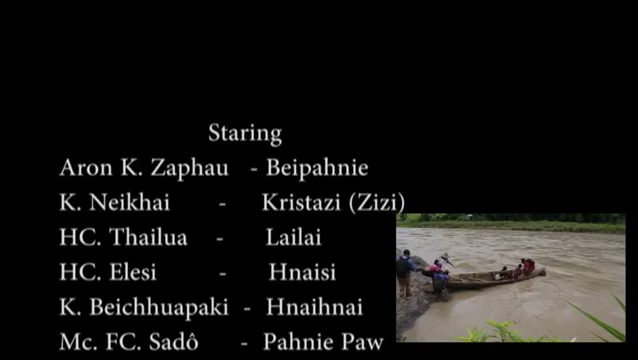 Staring
Aron K. Zaphau - Beipahnie
K. Neikhai - Kristazi (Zizi)
HC. Thailua - Lailai
HC. Elesi - Hnaisi
K. Beichhuapaki - Hnaihnai
Mc. FC. Sadô - Pahnie Paw